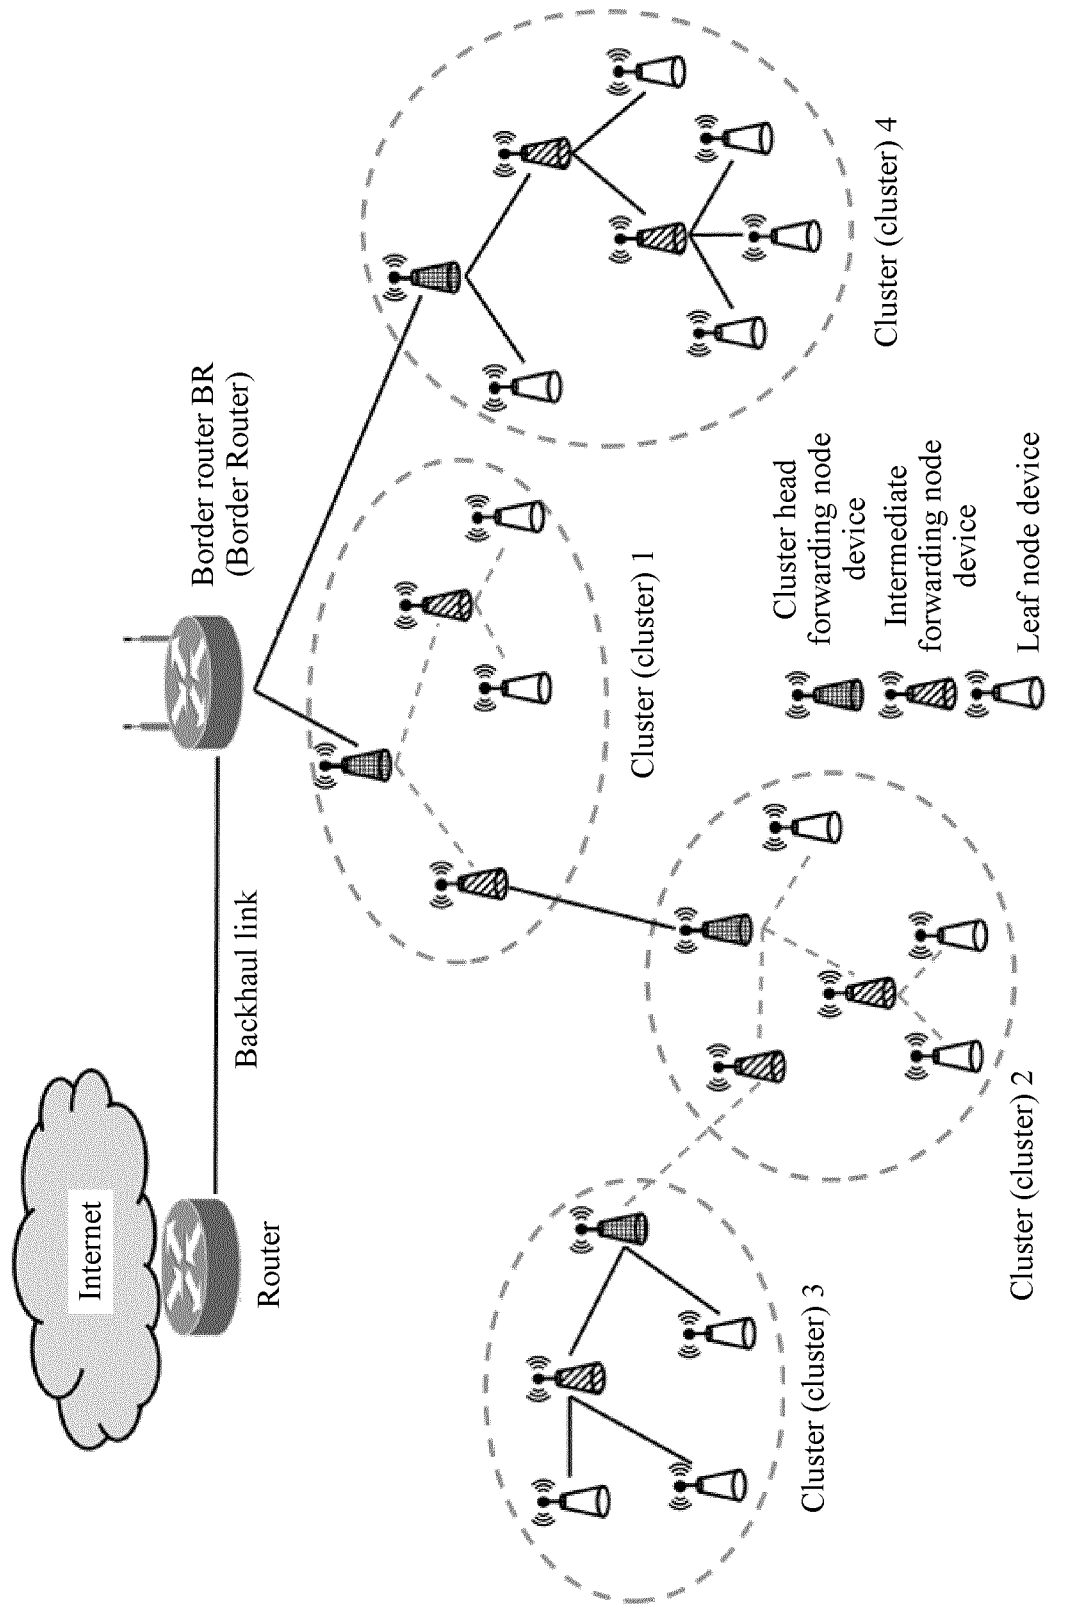 Internet
Router
Backhaul link
Border router BR
(Border Router)
Cluster (cluster) 3
Cluster (cluster) 2
Cluster (cluster) 1
Cluster (cluster) 4
Cluster head
forwarding node
device
Intermediate
forwarding node
device
Leaf node device